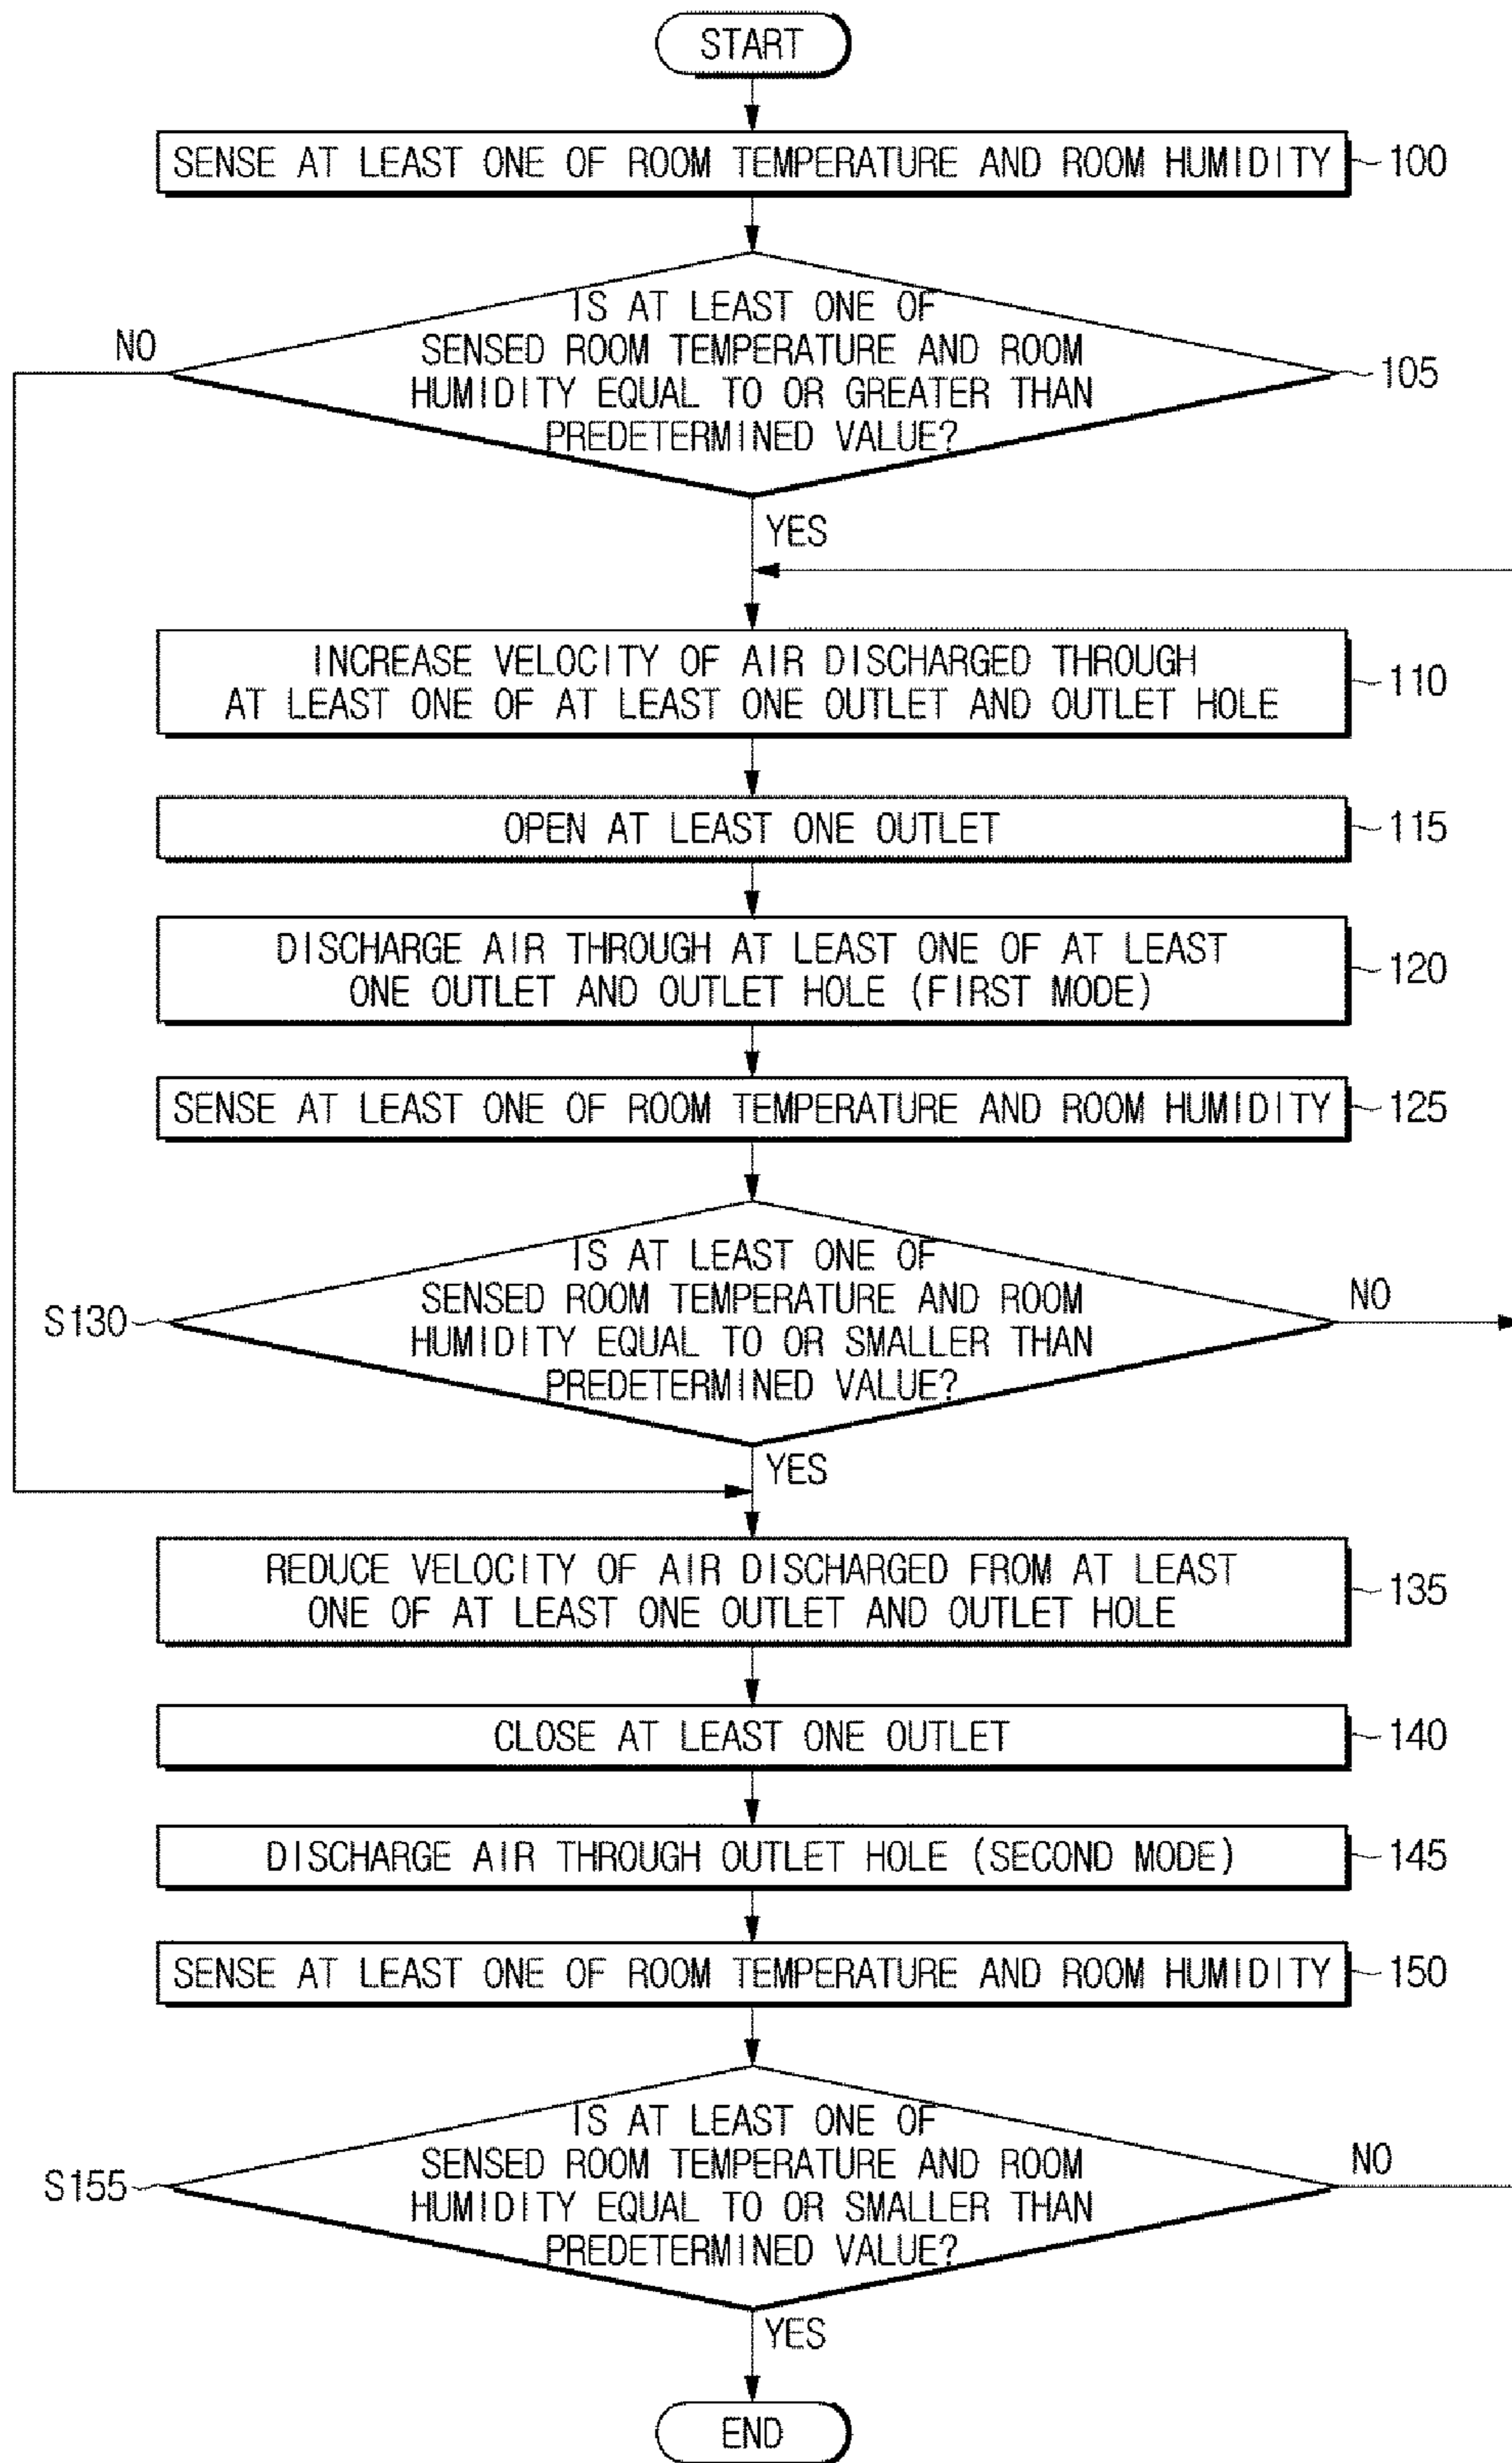 START
SENSE AT LEAST ONE OF ROOM TEMPERATURE AND ROOM HUMIDITY
100
IS AT LEAST ONE OF
SENSED ROOM TEMPERATURE AND ROOM
HUMIDITY EQUAL TO OR GREATER THAN
PREDETERMINED VALUE?
NO
105
YES
INCREASE VELOCITY OF AIR DISCHARGED THROUGH
AT LEAST ONE OF AT LEAST ONE OUTLET AND OUTLET HOLE
110
OPEN AT LEAST ONE OUTLET
115
DISCHARGE AIR THROUGH AT LEAST ONE OF AT LEAST
ONE OUTLET AND OUTLET HOLE (FIRST MODE)
120
SENSE AT LEAST ONE OF ROOM TEMPERATURE AND ROOM HUMIDITY
125
IS AT LEAST ONE OF
SENSED ROOM TEMPERATURE AND ROOM
HUMIDITY EQUAL TO OR SMALLER THAN
PREDETERMINED VALUE?
S130
NO
YES
REDUCE VELOCITY OF AIR DISCHARGED FROM AT LEAST
ONE OF AT LEAST ONE OUTLET AND OUTLET HOLE
135
CLOSE AT LEAST ONE OUTLET
140
DISCHARGE AIR THROUGH OUTLET HOLE (SECOND MODE)
145
SENSE AT LEAST ONE OF ROOM TEMPERATURE AND ROOM HUMIDITY
150
IS AT LEAST ONE OF
SENSED ROOM TEMPERATURE AND ROOM
HUMIDITY EQUAL TO OR SMALLER THAN
PREDETERMINED VALUE?
S155
NO
YES
END